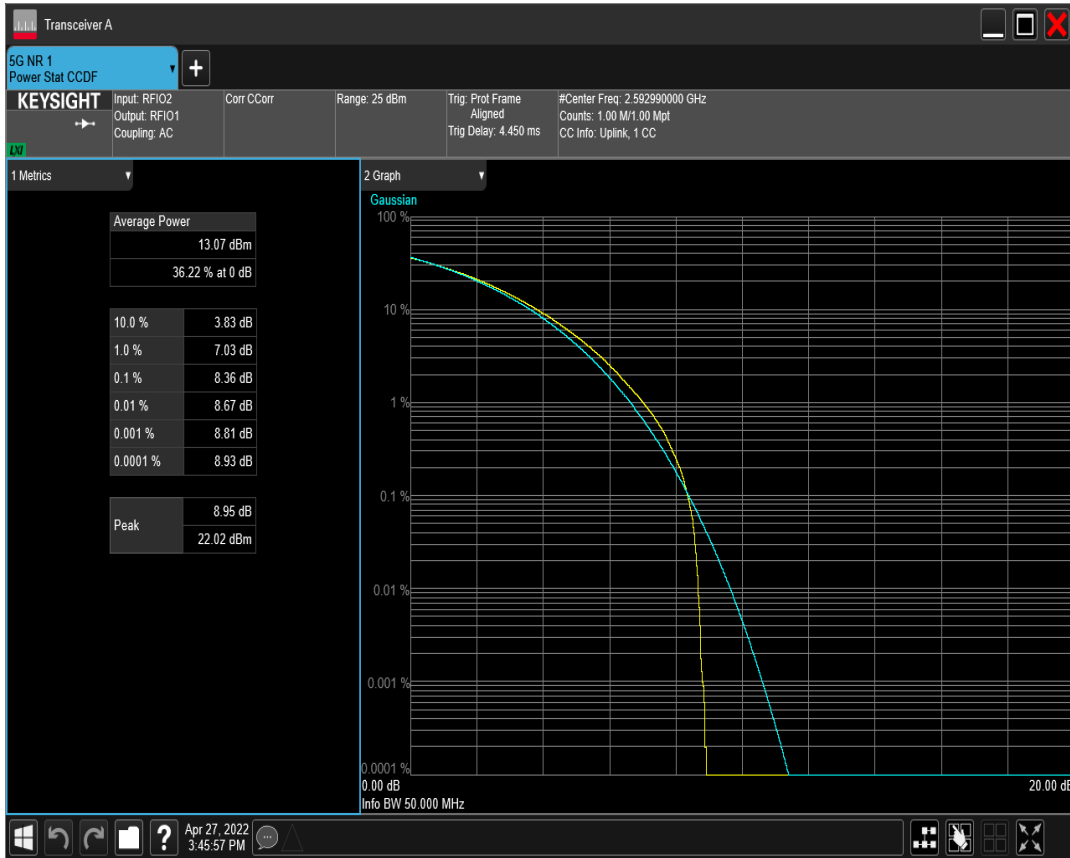 Transceiver A
5G NR 1
Power Stat CCDF
KEYSIGHT
LXI
Input: RFIO2
Output: RFIO1
Coupling: AC
Corr CCorr
Range: 25 dBm
Trig: Prot Frame
Aligned
Trig Delay: 4.450 ms
#Center Freq: 2.592990000 GHz
Counts: 1.00 M/1.00 Mpt
CC Info: Uplink, 1 CC
1 Metrics
Average Power
13.07 dBm
36.22 % at 0 dB
10.0 % 3.83 dB
1.0 % 7.03 dB
0.1 % 8.36 dB
0.01 % 8.67 dB
0.001 % 8.81 dB
0.0001 % 8.93 dB
Peak
8.95 dB
22.02 dBm
2 Graph
Gaussian
100 %
10 %
1 %
0.1 %
0.01 %
0.001 %
0.0001 %
0.00 dB 20.00 dB
Info BW 50.000 MHz
?
Apr 27, 2022
3:45:57 PM